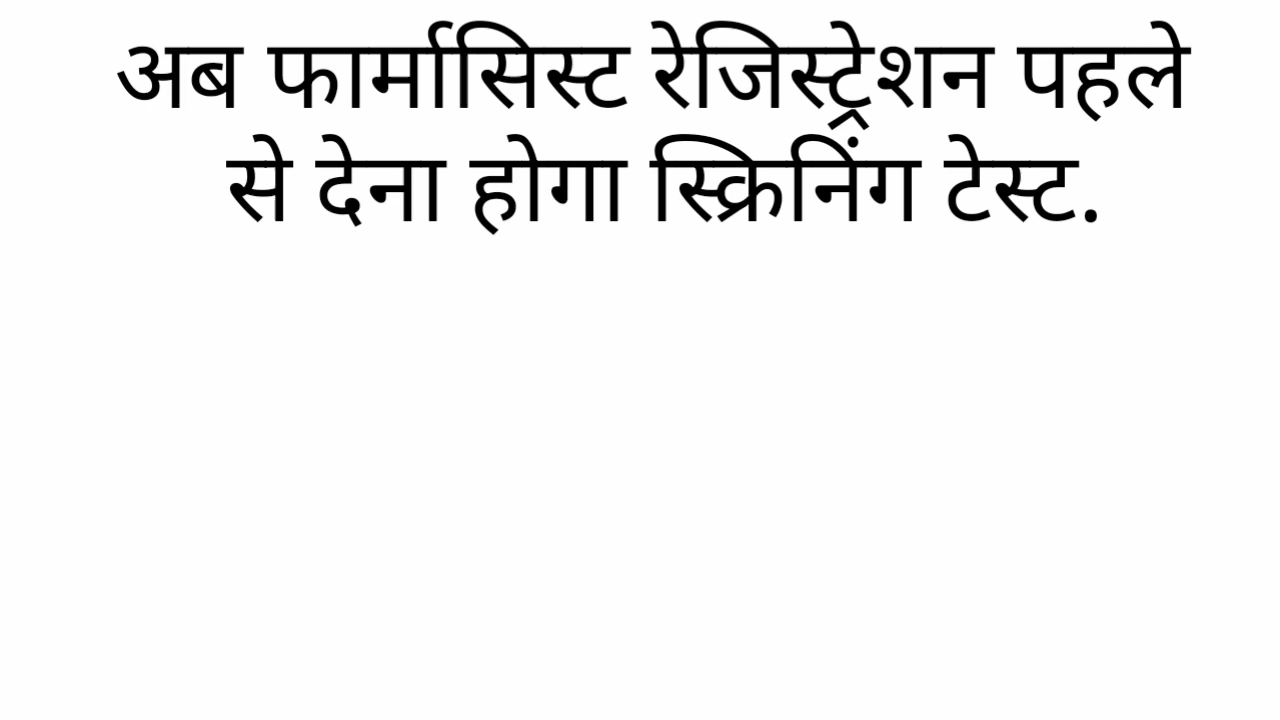 अब फार्मासिस्ट रेजिस्ट्रेशन पहले
से देना होगा स्क्रिनिंग टेस्ट.